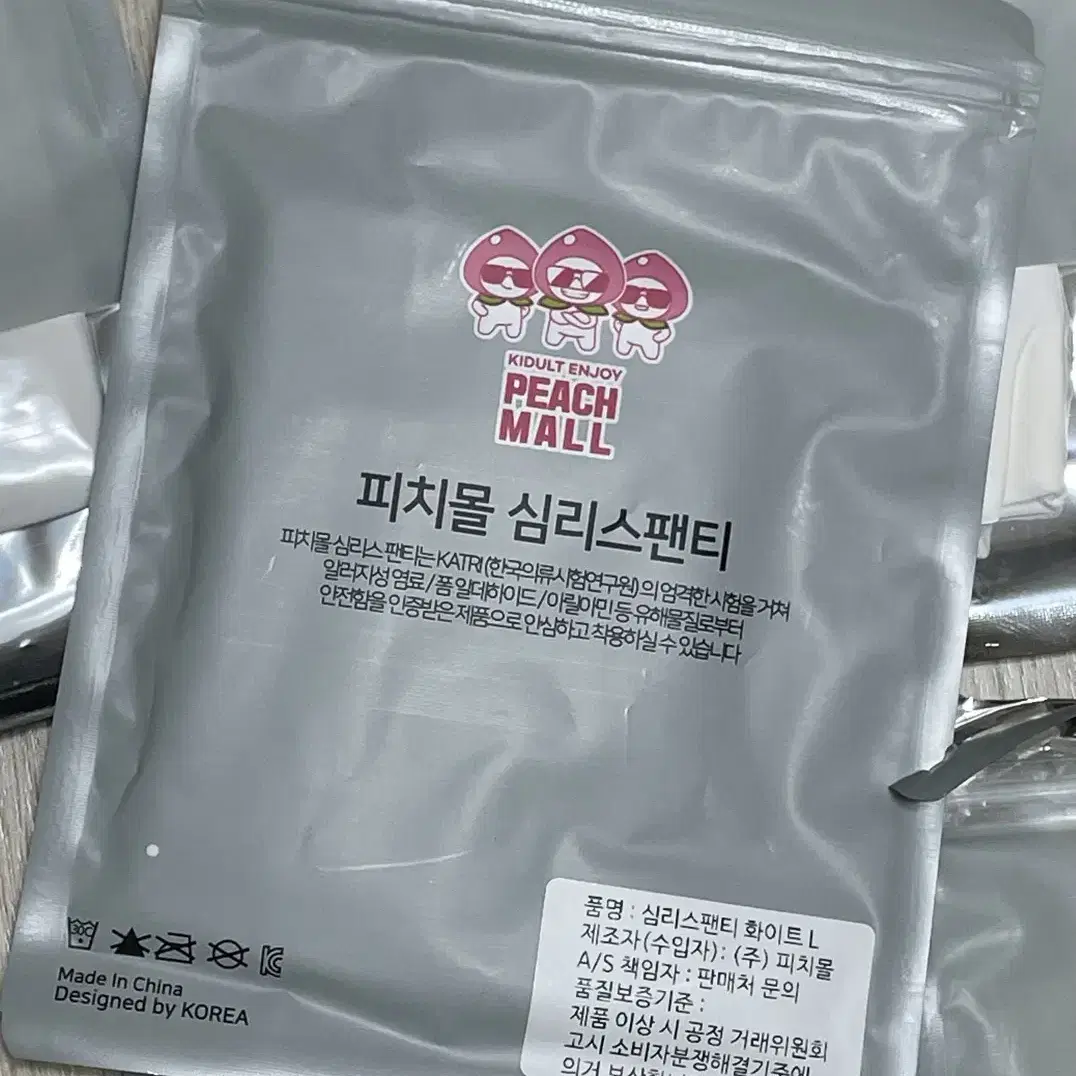 KIDULT ENJOY
PEACH
MALL
피치몰 심리스팬티
피치몰 심리스 팬티는 KATRI (한국의류시험연구원) 의 엄격한 시험을 거쳐
알러지성 염료 / 폼 알데하이드 / 아릴아민 등 유해물질로부터
안전함을 인증받은 제품으로 안심하고 착용하실 수 있습니다
30C
Made In China
Designed by KOREA
품명 : 심리스팬티 화이트 L
제조자(수입자) : (주) 피치몰
A/S 책임자 : 판매처 문의
품질보증기준 :
제품 이상 시 공정 거래위원회
고시 소비자분쟁해결기준에
의거 보상